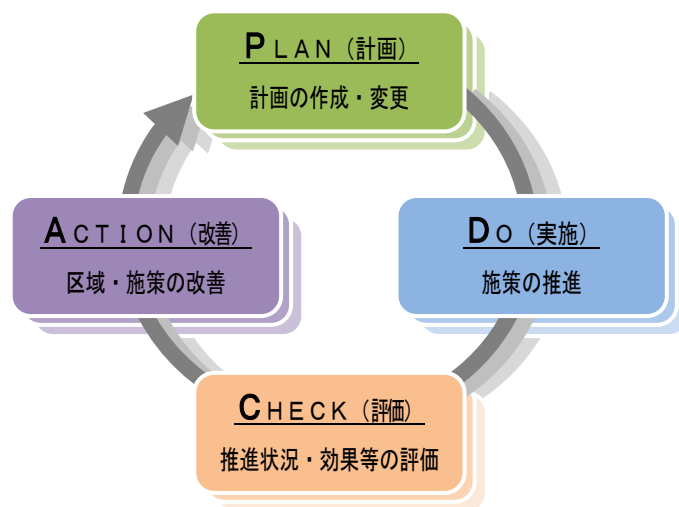 ＰＬＡＮ（計画）
計画の作成・変更
ＤＯ（実施）
施策の推進
ＣＨＥＣＫ（評価）
推進状況・効果等の評価
ＡＣＴＩＯＮ（改善）
区域・施策の改善